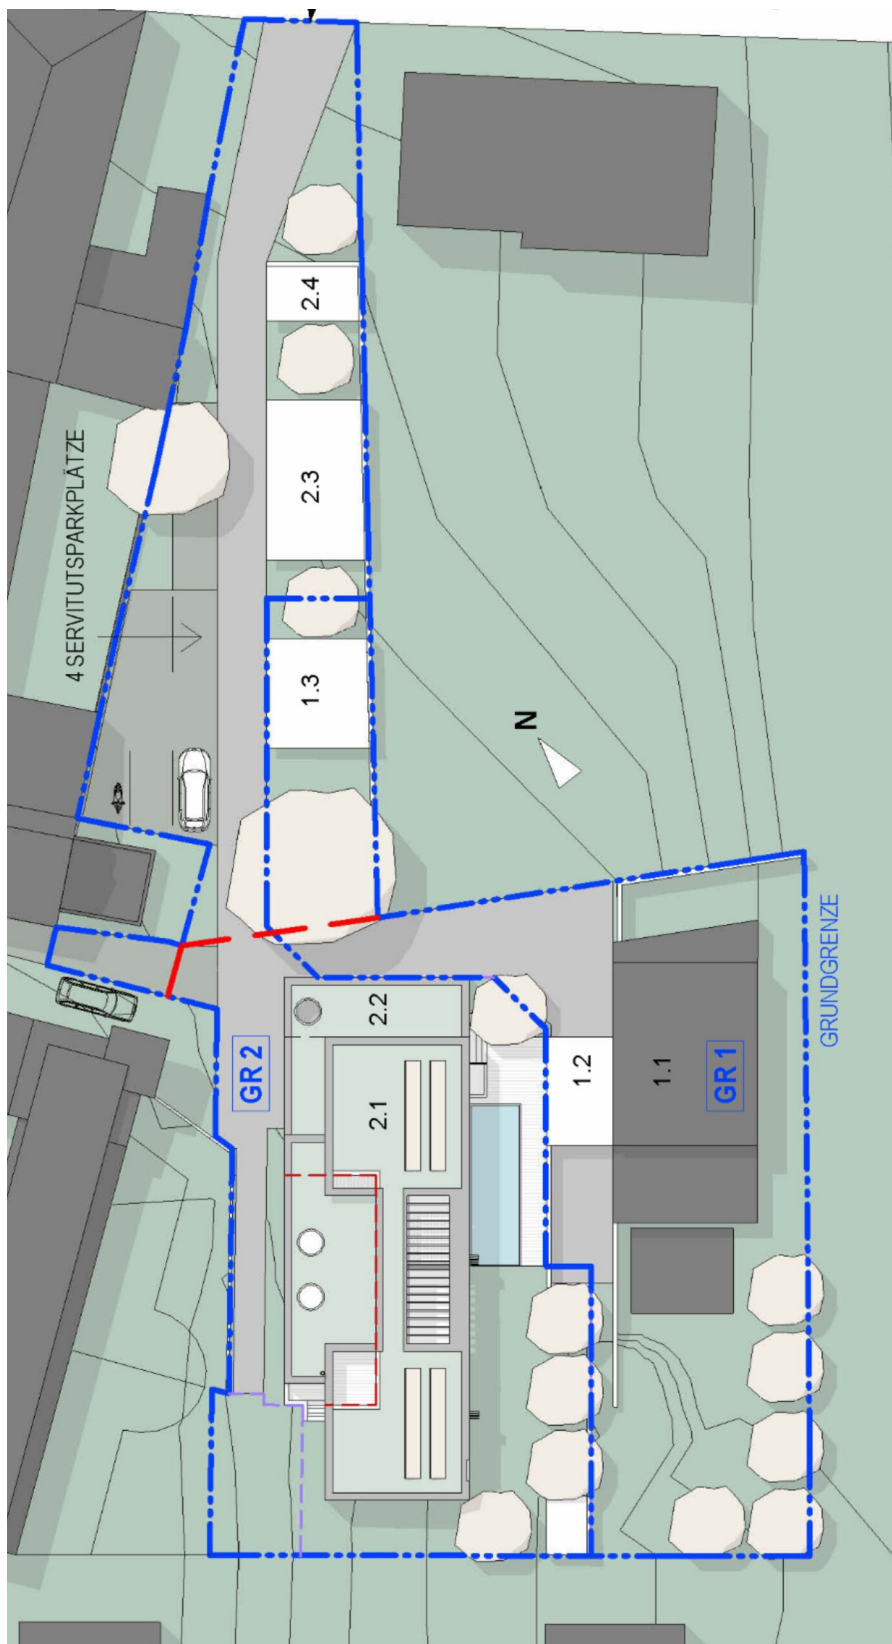 2.4
4 SERVITUTSPARKPLÄTZE
2.3
1.3
N
GRUNDGRENZE
GR 2
2.2
2.1
1.2
1.1
GR 1